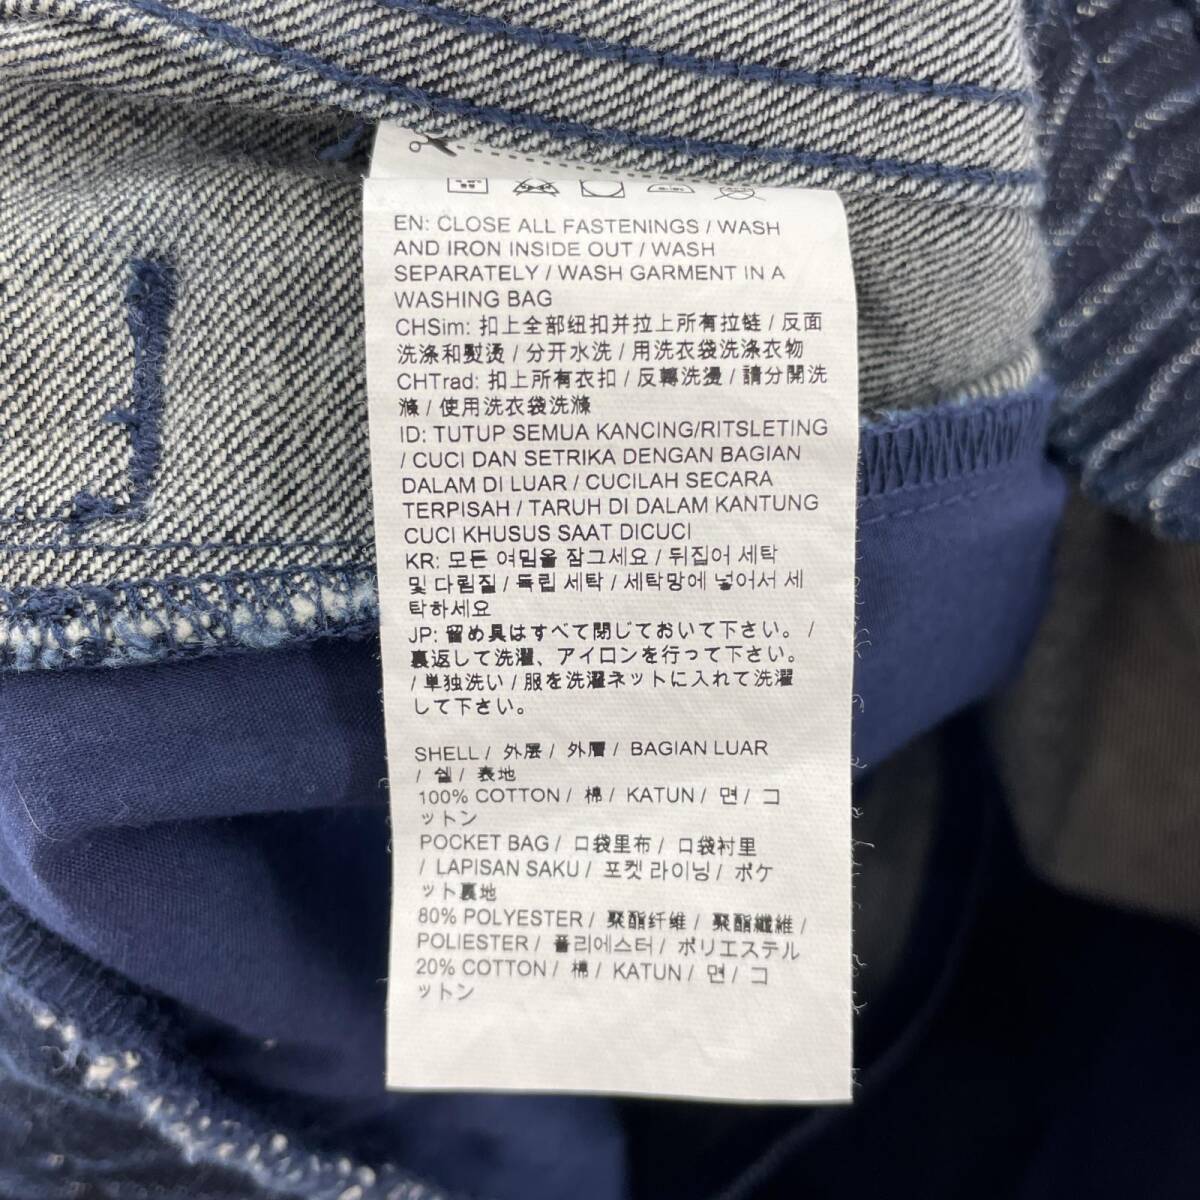 EN: CLOSE ALL FASTENINGS / WASH
AND IRON INSIDE OUT / WASH
SEPARATELY / WASH GARMENT IN A
WASHING BAG
CHSim: 扣上全部纽扣并拉上所有拉链 / 反面
洗涤和熨烫 / 分开水洗 / 用洗衣袋洗涤衣物
CHTrad: 扣上所有衣扣 / 反轉洗燙 / 請分開洗
滌 / 使用洗衣袋洗滌
ID: TUTUP SEMUA KANCING/RITSLETING
/ CUCI DAN SETRIKA DENGAN BAGIAN
DALAM DI LUAR / CUCILAH SECARA
TERPISAH / TARUH DI DALAM KANTUNG
CUCI KHUSUS SAAT DICUCI
KR: 모든 여밈을 잠그세요 / 뒤집어 세탁
및 다림질 / 독립 세탁 / 세탁망에 넣어서 세
탁하세요
JP: 留め具はすべて閉じておいて下さい。 /
裏返して洗濯、アイロンを行って下さい。
/ 単独洗い / 服を洗濯ネットに入れて洗濯
して下さい。
SHELL / 外层 / 外層 / BAGIAN LUAR
/ 쉘 / 表地
100% COTTON / 棉 / KATUN / 면 / コ
ットン
POCKET BAG / 口袋里布 / 口袋衬里
/ LAPISAN SAKU / 포켓 라이닝 / ポケ
ット裏地
80% POLYESTER / 聚酯纤维 / 聚酯纖維 /
POLIESTER / 폴리에스터 / ポリエステル
20% COTTON / 棉 / KATUN / 면 / コ
ットン